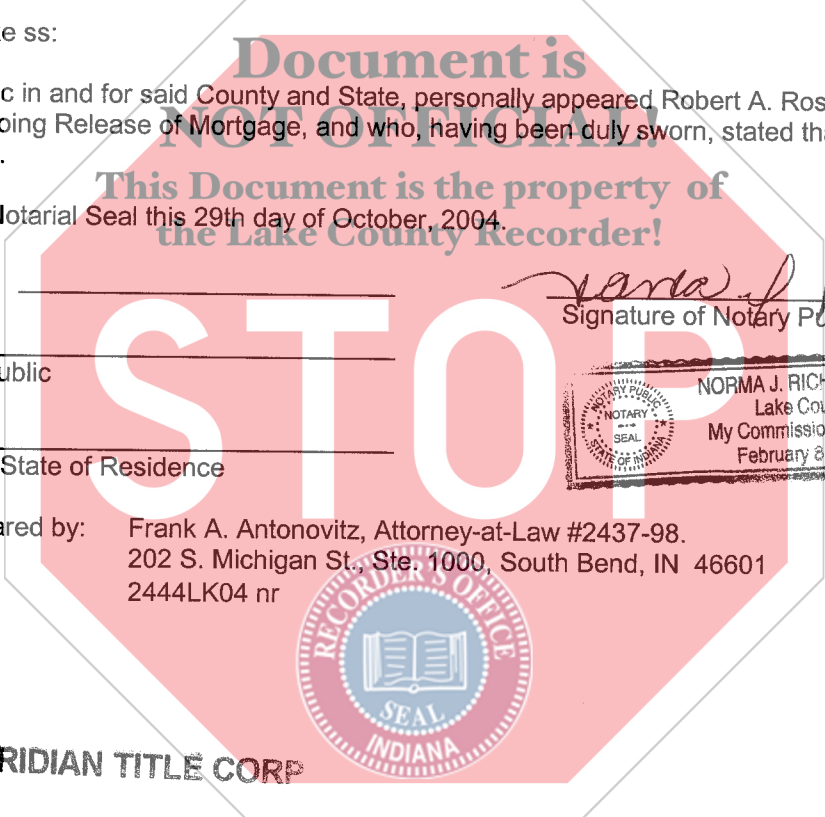 e ss:
Document is
c in and for said County and State, personally appeared Robert A. Ros
NOT OFFICIAL!
oing Release of Mortgage, and who, having been duly sworn, stated tha
.
This Document is the property of
otarial Seal this 29th day of October, 2004.
the Lake County Recorder!
Signature of Notary Pu
STOP
ublic
NORMA J. RICH
Lake Cou
My Commissio
February 8
NOTARY PUBLIC
NOTARY
SEAL
STATE OF INDIANA
State of Residence
ared by: Frank A. Antonovitz, Attorney-at-Law #2437-98.
202 S. Michigan St., Ste. 1000, South Bend, IN 46601
2444LK04 nr
RECORDER'S OFFICE
SEAL
INDIANA
RIDIAN TITLE CORP